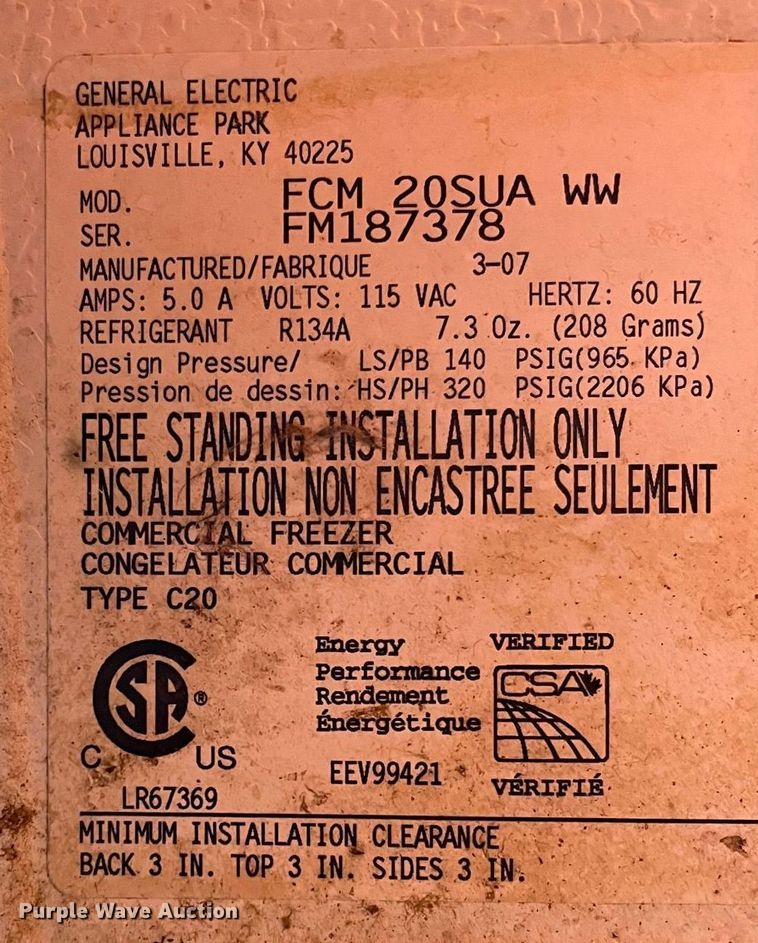 GENERAL ELECTRIC
APPLIANCE PARK
LOUISVILLE, KY 40225
MOD. FCM 20SUA WW
SER. FM187378
MANUFACTURED/FABRIQUE 3-07
AMPS: 5.0 A VOLTS: 115 VAC HERTZ: 60 HZ
REFRIGERANT R134A 7.3 Oz. (208 Grams)
Design Pressure/ LS/PB 140 PSIG(965 KPa)
Pression de dessin: HS/PH 320 PSIG(2206 KPa)
FREE STANDING INSTALLATION ONLY
INSTALLATION NON ENCASTREE SEULEMENT
COMMERCIAL FREEZER
CONGELATEUR COMMERCIAL
TYPE C20
SA®
C US
LR67369
Energy
Performance
Rendement
Énergétique
EEV99421
VERIFIED
CSA
VÉRIFIÉ
MINIMUM INSTALLATION CLEARANCE
BACK 3 IN. TOP 3 IN. SIDES 3 IN.
Purple Wave Auction